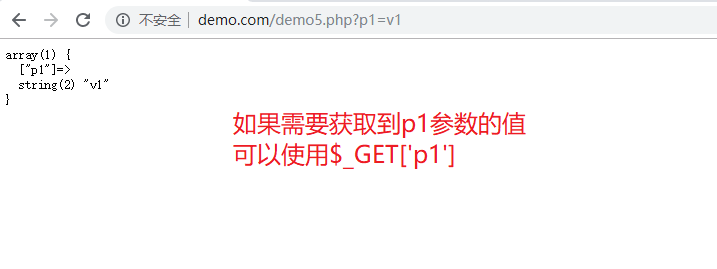 不安全 | demo.com/demo5.php?p1=v1
array(1) {
["p1"]=>
string(2) "v1"
}
如果需要获取到p1参数的值
可以使用$_GET['p1']